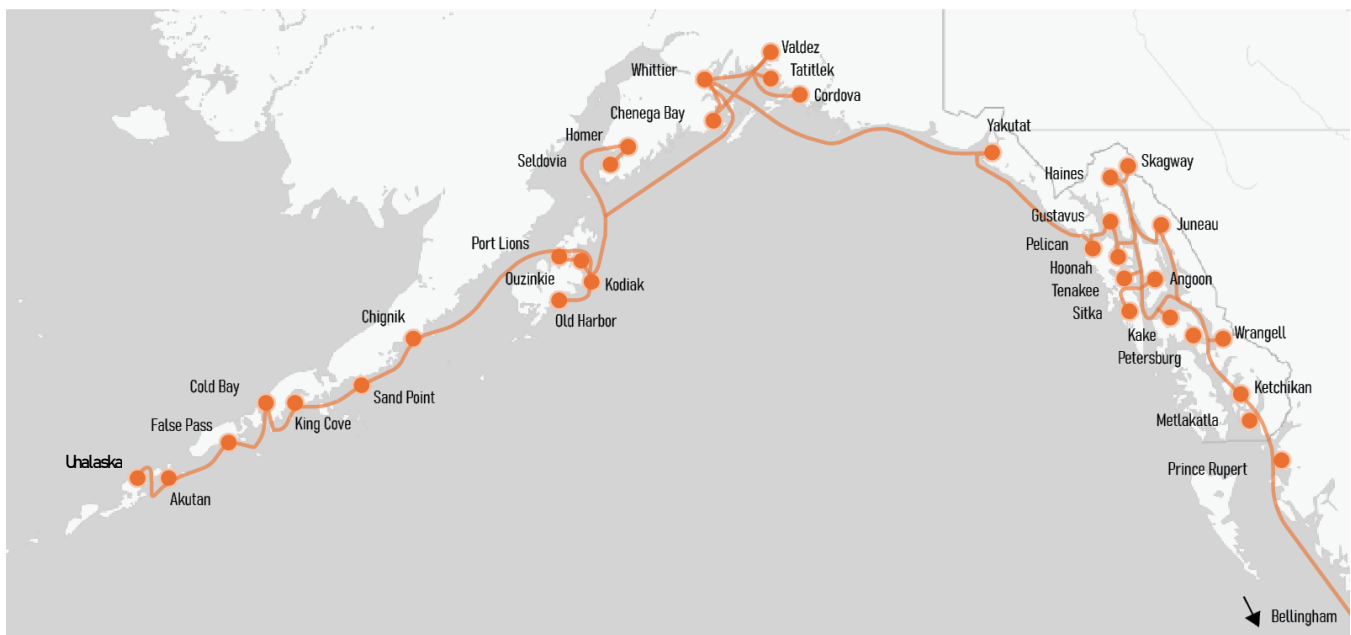 Valdez
Whittier
Tatitlek
Cordova
Chenega Bay
Homer
Seldovia
Yakutat
Skagway
Haines
Gustavus
Juneau
Pelican
Hoonah
Tenakee
Angoon
Sitka
Kake
Petersburg
Wrangell
Port Lions
Ouzinkie
Kodiak
Old Harbor
Chignik
Sand Point
Cold Bay
King Cove
False Pass
Unalaska
Akutan
Ketchikan
Metlakatla
Prince Rupert
Bellingham